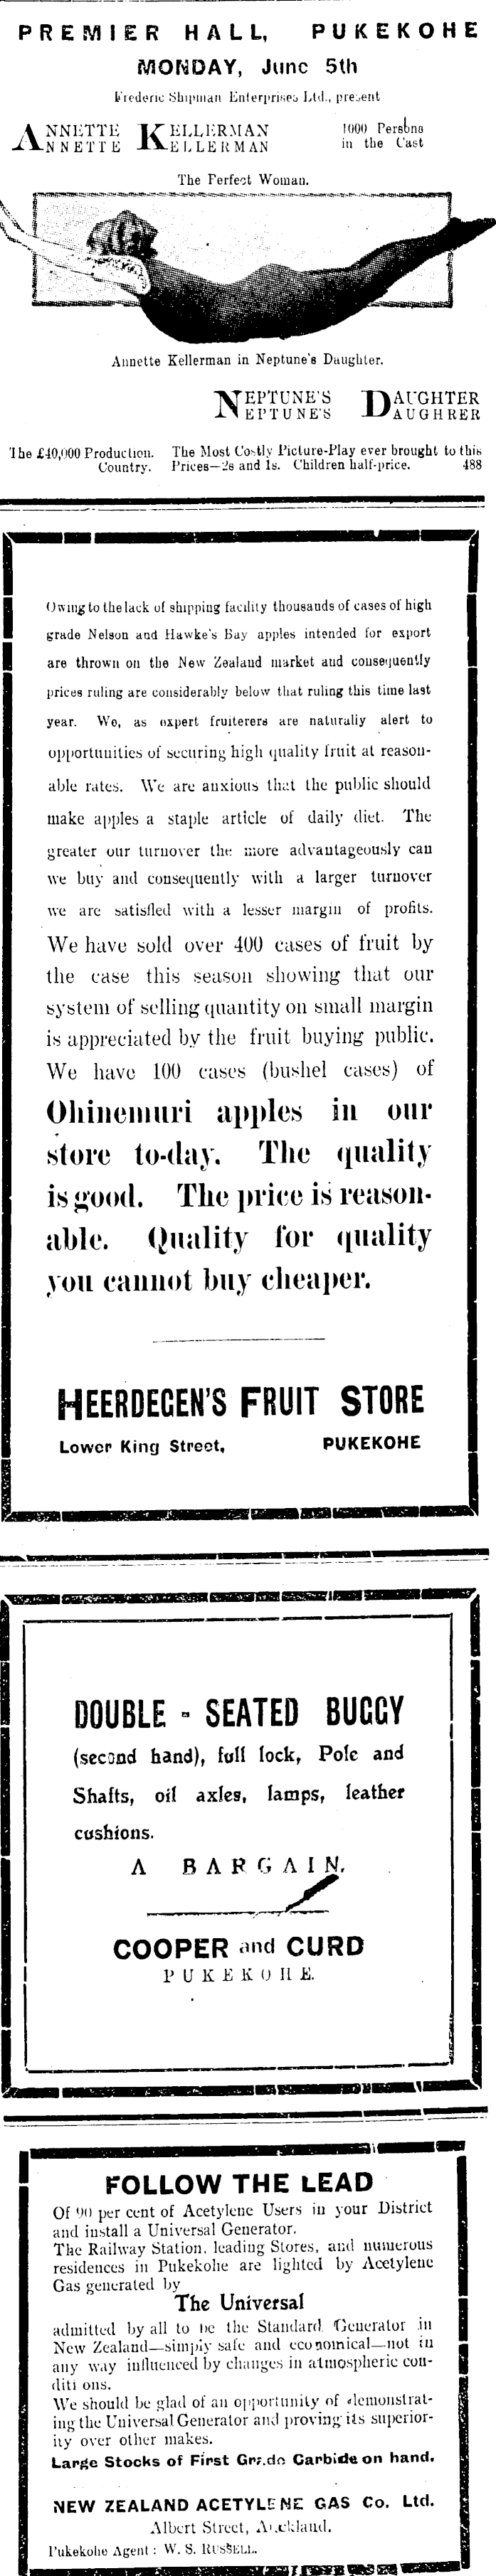 PREMIER HALL, PUKEKOHE
MONDAY, June 5th
Frederic Shipman Enterprises Ltd., present
ANNETTE KELLERMAN
ANNETTE KELLERMAN
1000 Persons
in the Cast
The Perfect Woman.
Annette Kellerman in Neptune's Daughter.
NEPTUNE'S DAUGHTER
NEPTUNE'S DAUGHRER
The £40,000 Production. The Most Costly Picture-Play ever brought to this
Country. Prices—2s and 1s. Children half-price. 488
Owing to the lack of shipping facility thousands of cases of high
grade Nelson and Hawke's Bay apples intended for export
are thrown on the New Zealand market and consequently
prices ruling are considerably below that ruling this time last
year. We, as expert fruiterers are naturally alert to
opportunities of securing high quality fruit at reason-
able rates. We are anxious that the public should
make apples a staple article of daily diet. The
greater our turnover the more advantageously can
we buy and consequently with a larger turnover
we are satisfied with a lesser margin of profits.
We have sold over 400 cases of fruit by
the case this season showing that our
system of selling quantity on small margin
is appreciated by the fruit buying public.
We have 100 cases (bushel cases) of
Ohinemuri apples in our
store to-day. The quality
is good. The price is reason-
able. Quality for quality
you cannot buy cheaper.
HEERDEGEN'S FRUIT STORE
Lower King Street, PUKEKOHE
DOUBLE - SEATED BUGGY
(second hand), full lock, Pole and
Shafts, oil axles, lamps, leather
cushions.
A BARGAIN.
COOPER and CURD
PUKEKOHE.
FOLLOW THE LEAD
Of 90 per cent of Acetylene Users in your District
and install a Universal Generator.
The Railway Station, leading Stores, and numerous
residences in Pukekohe are lighted by Acetylene
Gas generated by
The Universal
admitted by all to be the Standard Generator in
New Zealand—simply safe and economical—not in
any way influenced by changes in atmospheric con-
diti ons.
We should be glad of an opportunity of demonstrat-
ing the Universal Generator and proving its superior-
ity over other makes.
Large Stocks of First Grade Carbide on hand.
NEW ZEALAND ACETYLENE GAS Co. Ltd.
Albert Street, Auckland.
Pukekohe Agent: W. S. RUSSELL.